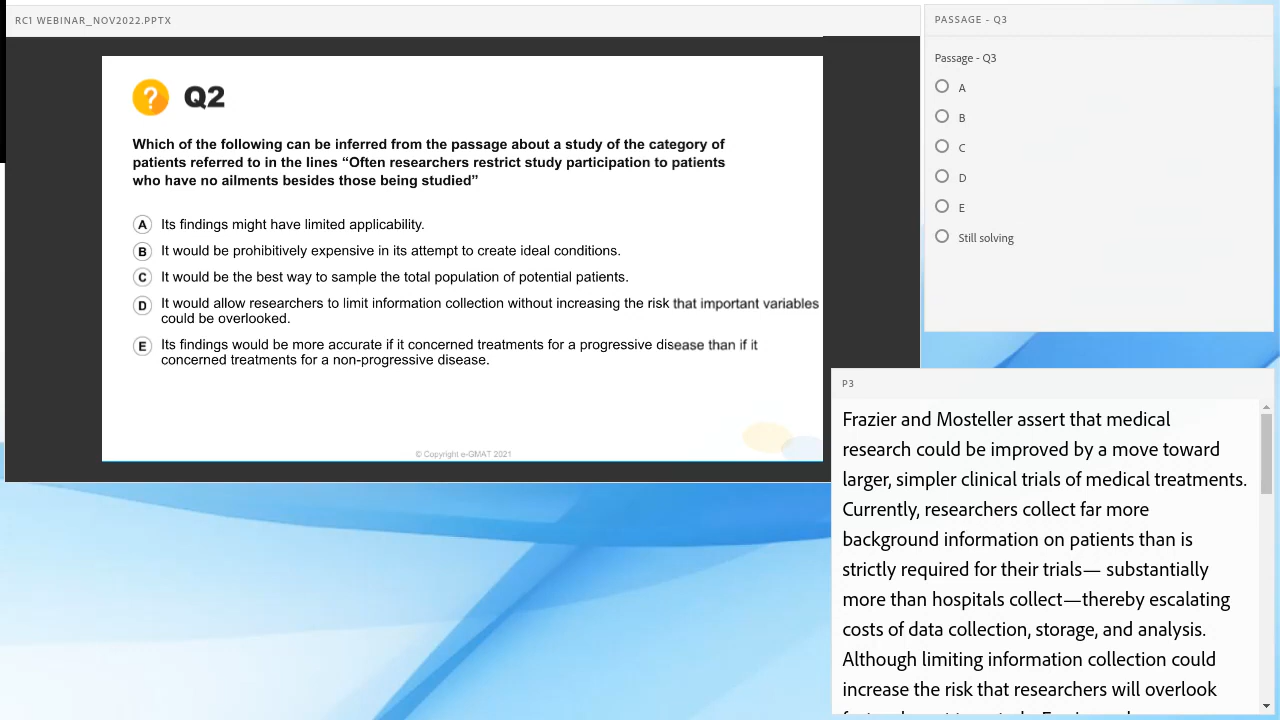 RC1 WEBINAR_NOV2022.PPTX
Q2
Which of the following can be inferred from the passage about a study of the category of
patients referred to in the lines “Often researchers restrict study participation to patients
who have no ailments besides those being studied”
A Its findings might have limited applicability.
B It would be prohibitively expensive in its attempt to create ideal conditions.
C It would be the best way to sample the total population of potential patients.
D It would allow researchers to limit information collection without increasing the risk that important variables
could be overlooked.
E Its findings would be more accurate if it concerned treatments for a progressive disease than if it
concerned treatments for a non-progressive disease.
© Copyright e-GMAT 2021
PASSAGE - Q3
Passage - Q3
A
B
C
D
E
Still solving
P3
Frazier and Mosteller assert that medical
research could be improved by a move toward
larger, simpler clinical trials of medical treatments.
Currently, researchers collect far more
background information on patients than is
strictly required for their trials— substantially
more than hospitals collect—thereby escalating
costs of data collection, storage, and analysis.
Although limiting information collection could
increase the risk that researchers will overlook